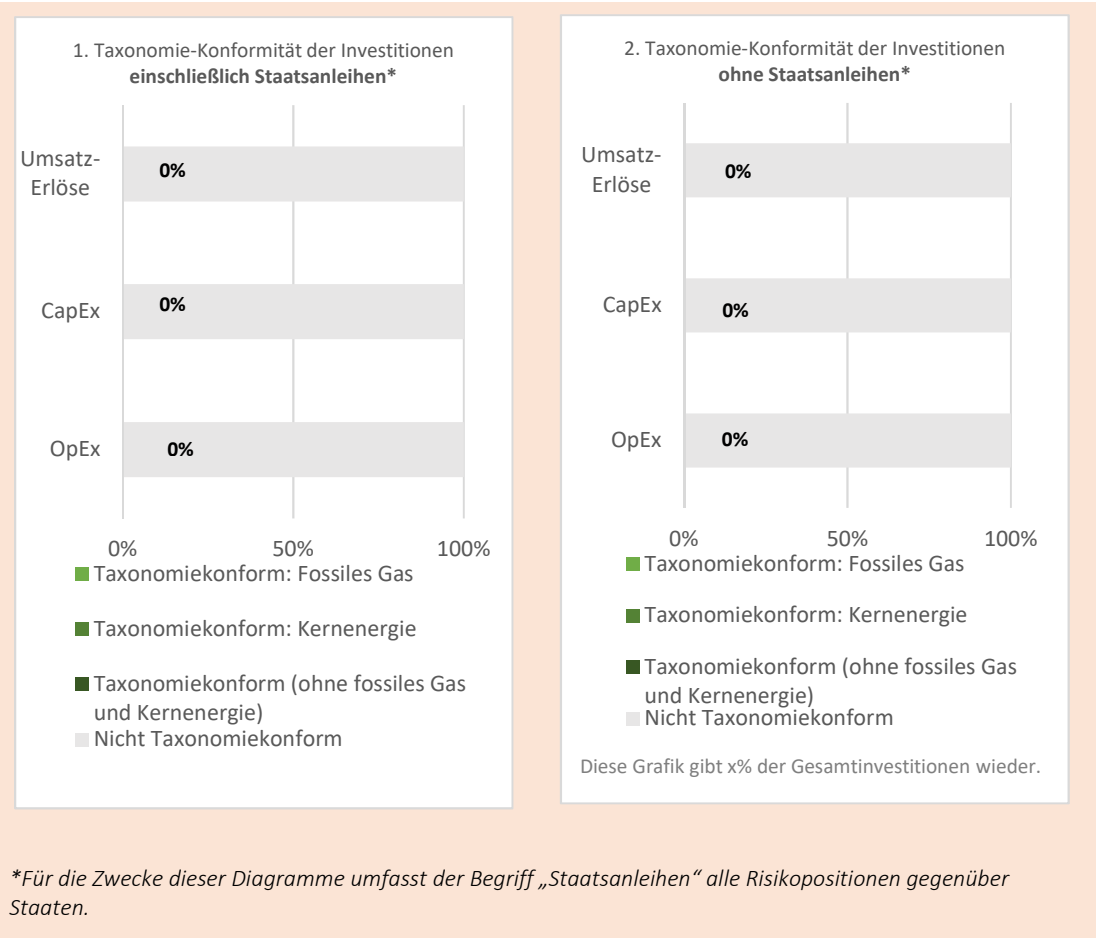 1. Taxonomie-Konformität der Investitionen
einschließlich Staatsanleihen*
Umsatz-
Erlöse
0%
CapEx
0%
OpEx
0%
0%
50%
100%
Taxonomiekonform: Fossiles Gas
Taxonomiekonform: Kernenergie
Taxonomiekonform (ohne fossiles Gas
und Kernenergie)
Nicht Taxonomiekonform
2. Taxonomie-Konformität der Investitionen
ohne Staatsanleihen*
Umsatz-
Erlöse
0%
CapEx
0%
OpEx
0%
0%
50%
100%
Taxonomiekonform: Fossiles Gas
Taxonomiekonform: Kernenergie
Taxonomiekonform (ohne fossiles Gas
und Kernenergie)
Nicht Taxonomiekonform
Diese Grafik gibt x% der Gesamtinvestitionen wieder.
*Für die Zwecke dieser Diagramme umfasst der Begriff „Staatsanleihen“ alle Risikopositionen gegenüber
Staaten.